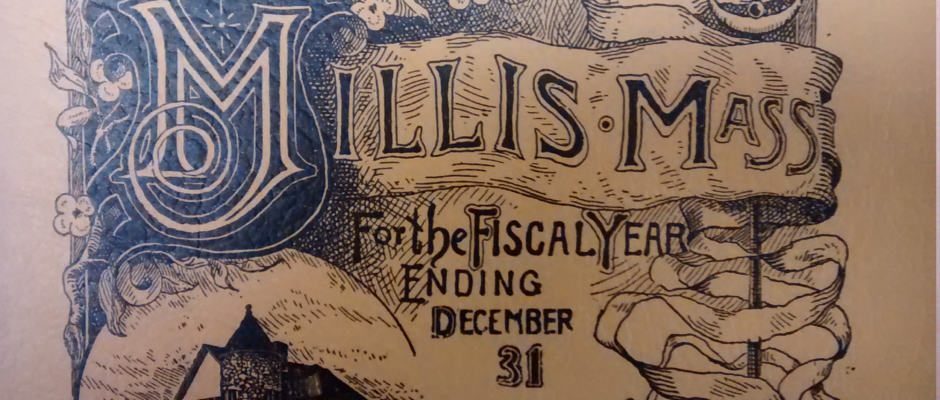 MILLIS · MASS
For the FISCAL YEAR
ENDING
DECEMBER
31